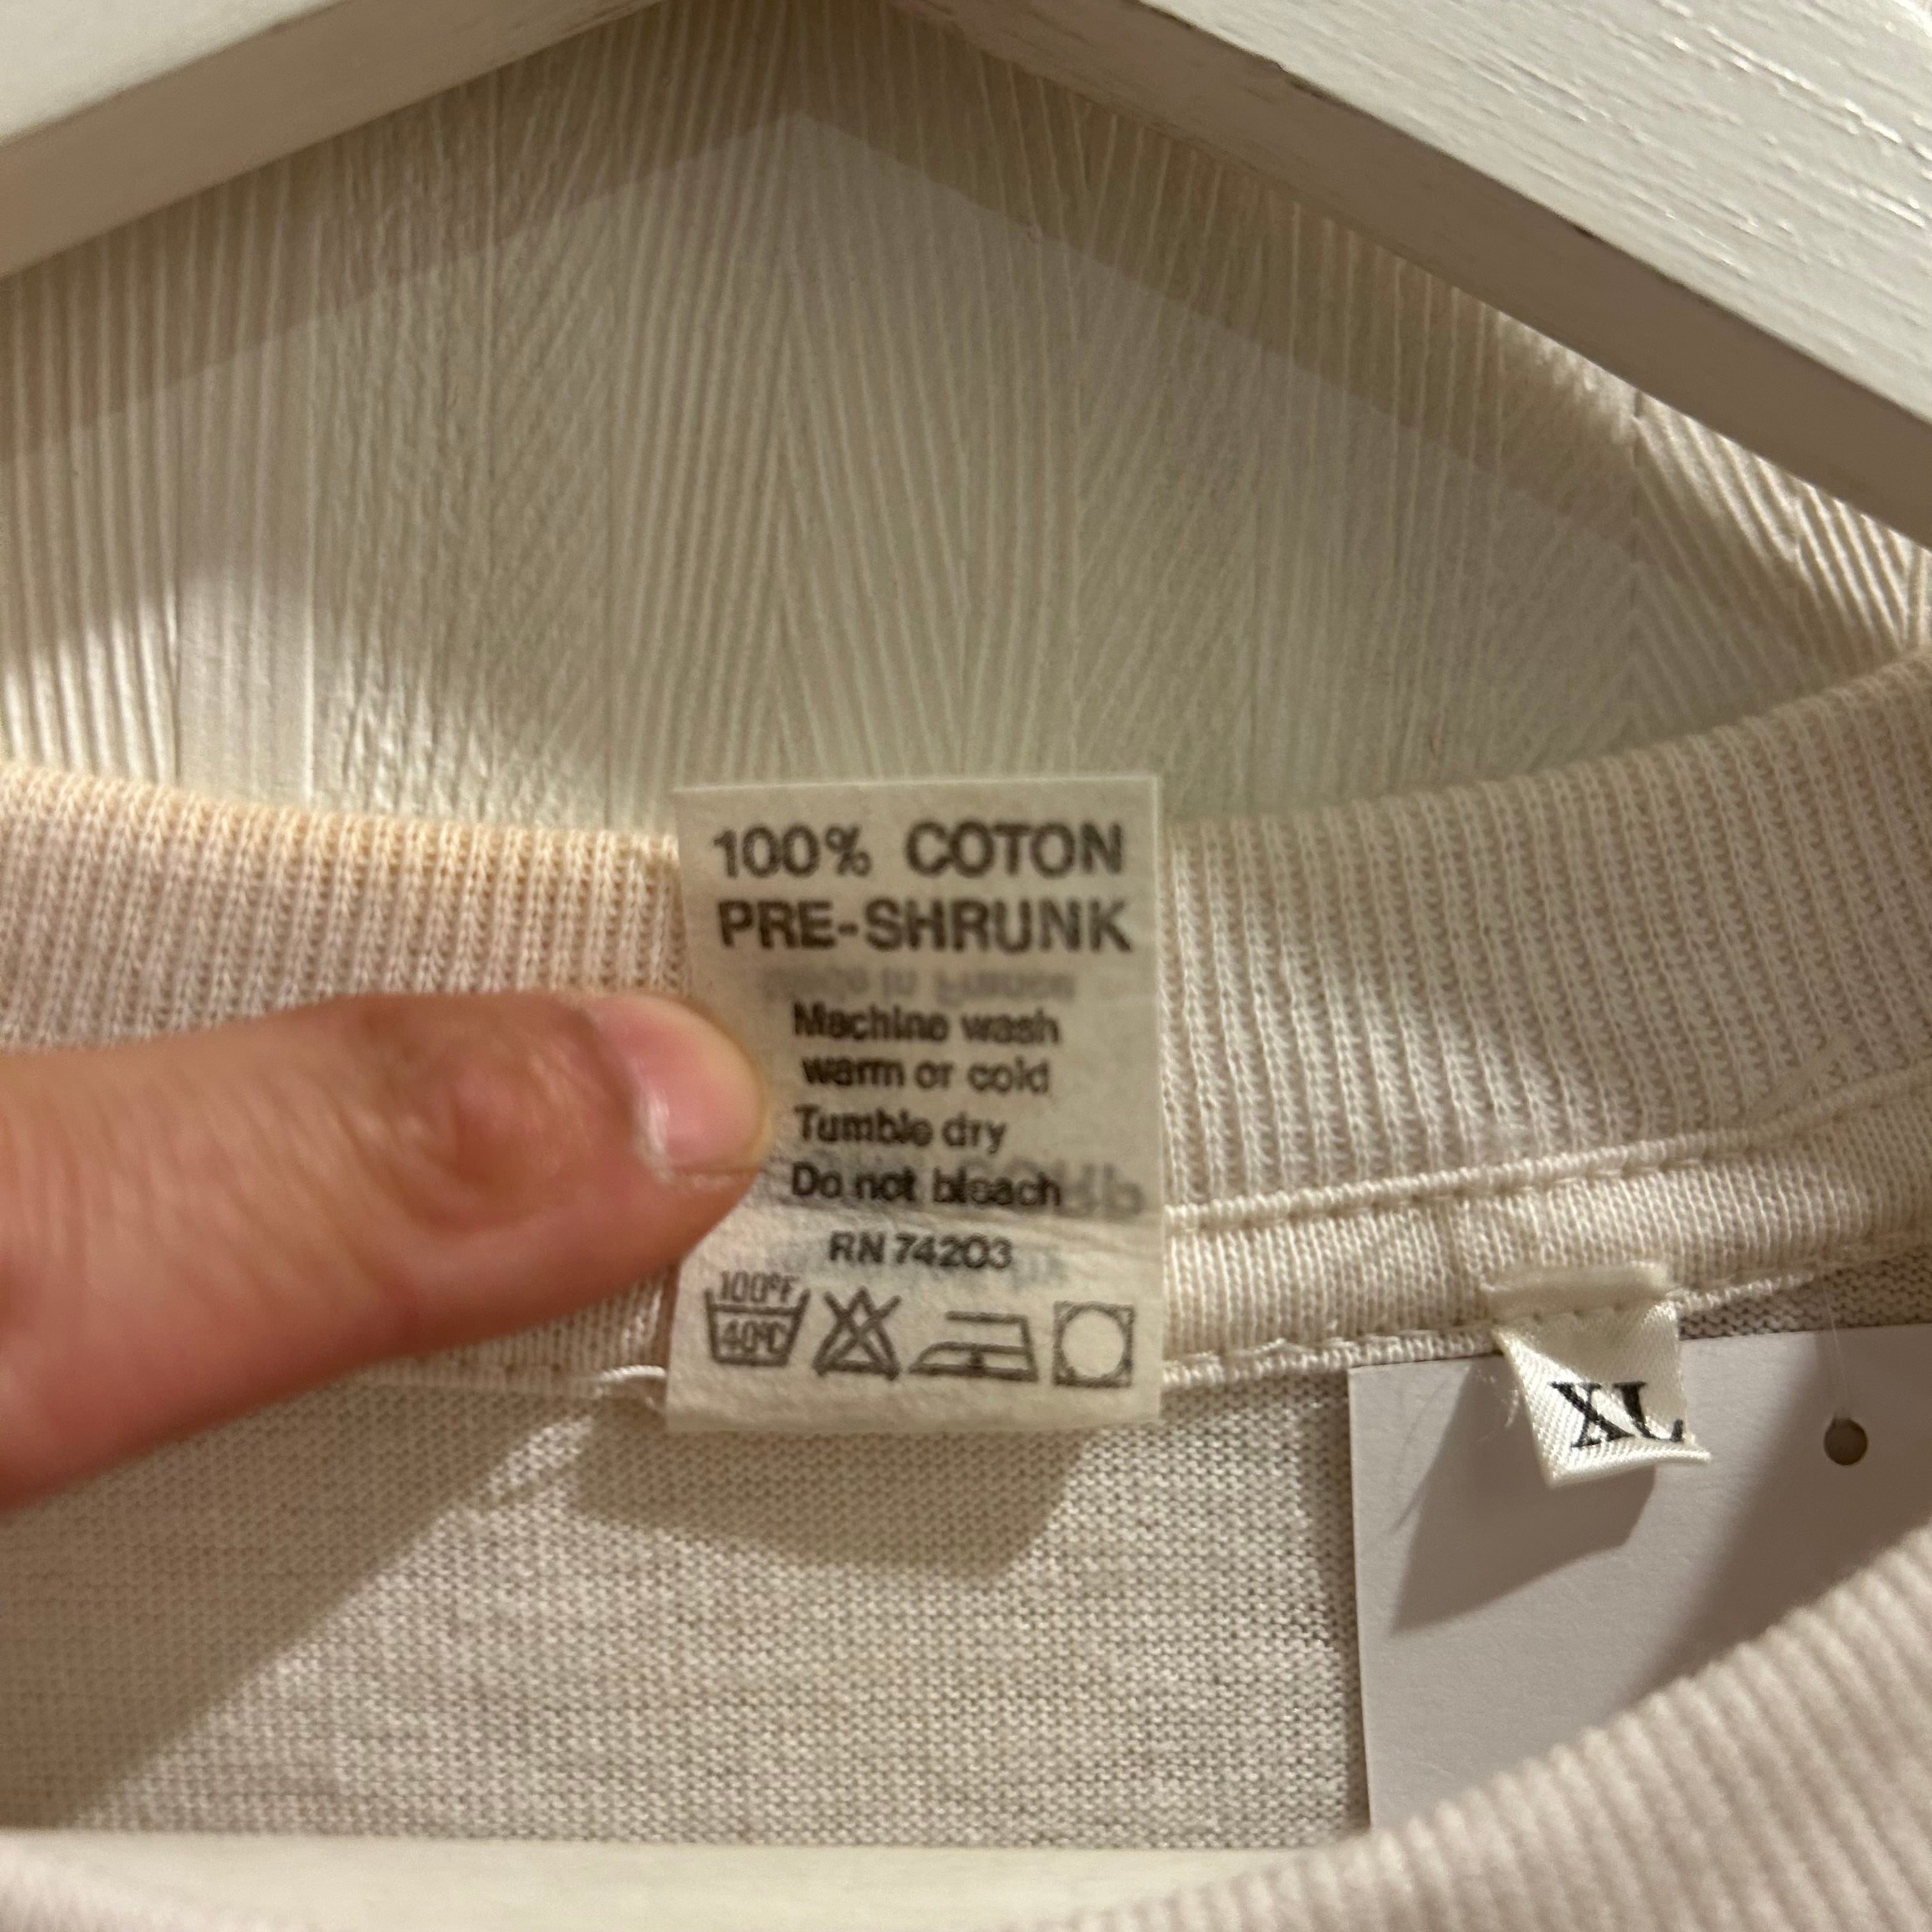 100% COTON
PRE-SHRUNK
Machine wash
warm or cold
Tumble dry
Do not bleach
RN 74203
100°F
40°C
XL